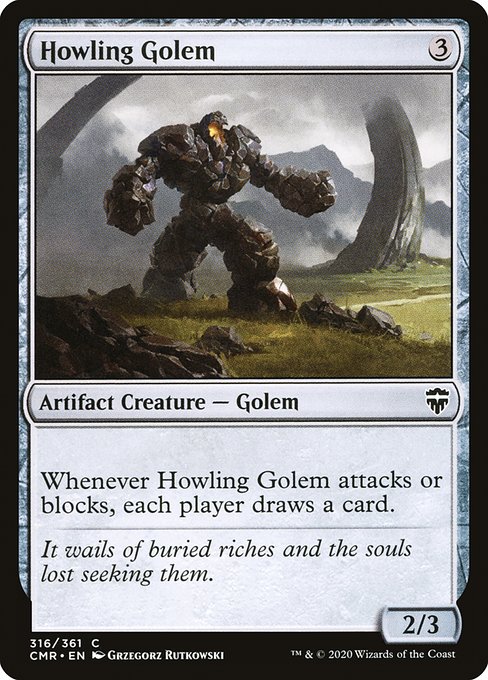 Howling Golem 3
Artifact Creature — Golem
Whenever Howling Golem attacks or
blocks, each player draws a card.
It wails of buried riches and the souls
lost seeking them.
2/3
316/361 C
CMR • EN Grzegorz Rutkowski
™ & © 2020 Wizards of the Coast